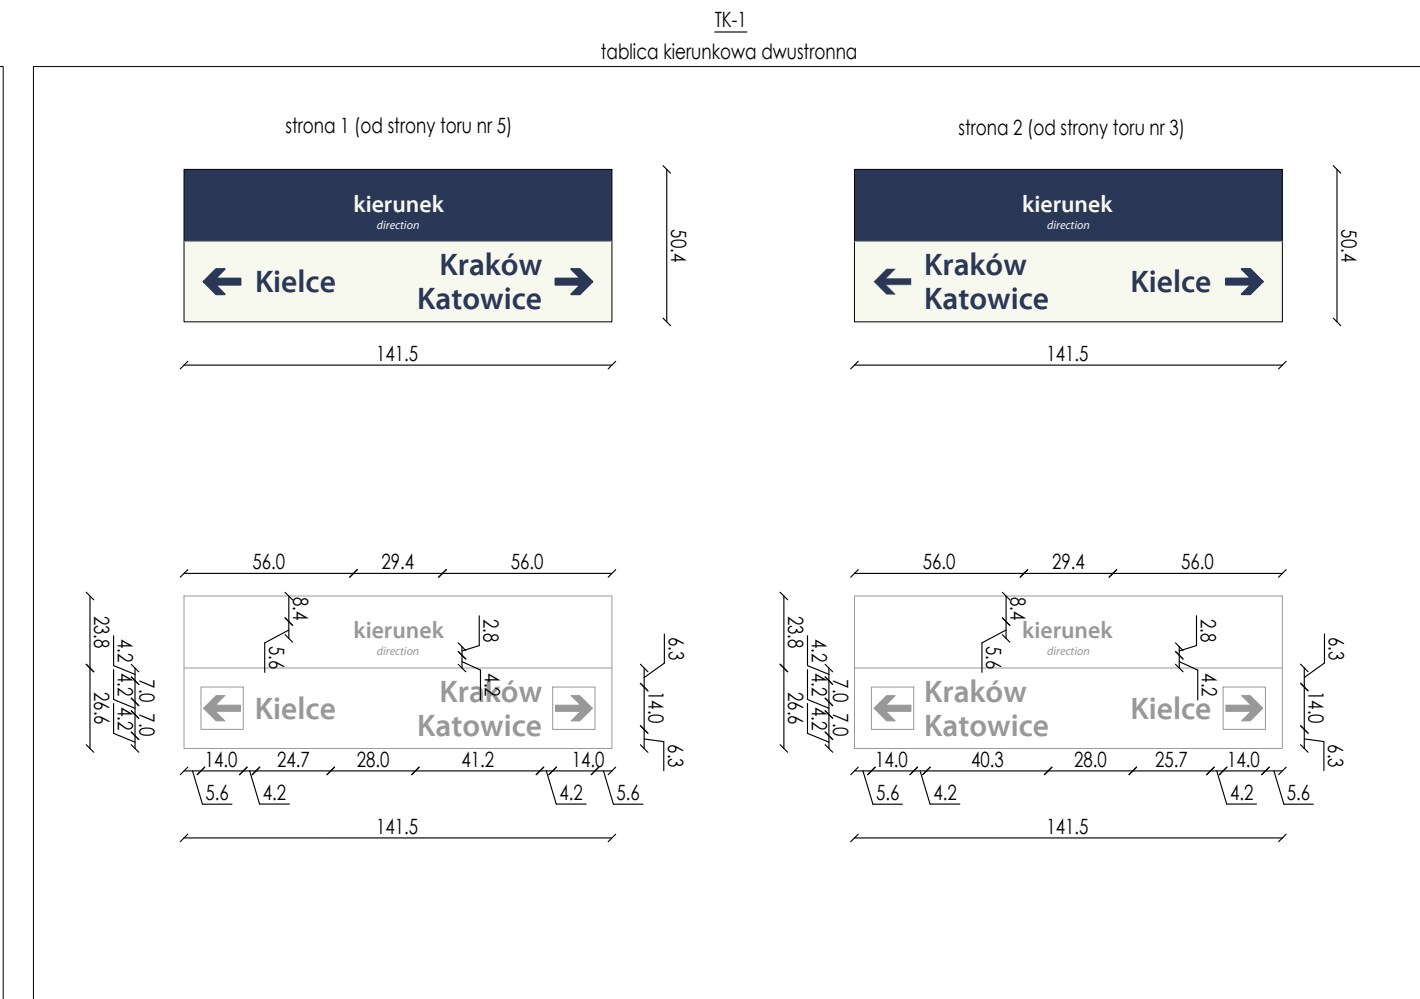 TK-1
tablica kierunkowa dwustronna
strona 1 (od strony toru nr 5)
kierunek
direction
Kielce
Kraków
Katowice
50.4
141.5
strona 2 (od strony toru nr 3)
kierunek
direction
Kraków
Katowice
Kielce
50.4
141.5
56.0 29.4 56.0
23.8
26.6
4.2
4.2
4.2
7.0
7.0
8.4
5.6
kierunek
direction
2.8
4.2
Kielce
Kraków
Katowice
6.3
14.0
6.3
14.0 24.7 28.0 41.2 14.0
5.6 4.2 4.2 5.6
141.5
56.0 29.4 56.0
23.8
26.6
4.2
4.2
4.2
7.0
7.0
8.4
5.6
kierunek
direction
2.8
4.2
Kraków
Katowice
Kielce
6.3
14.0
6.3
14.0 40.3 28.0 25.7 14.0
5.6 4.2 4.2 5.6
141.5